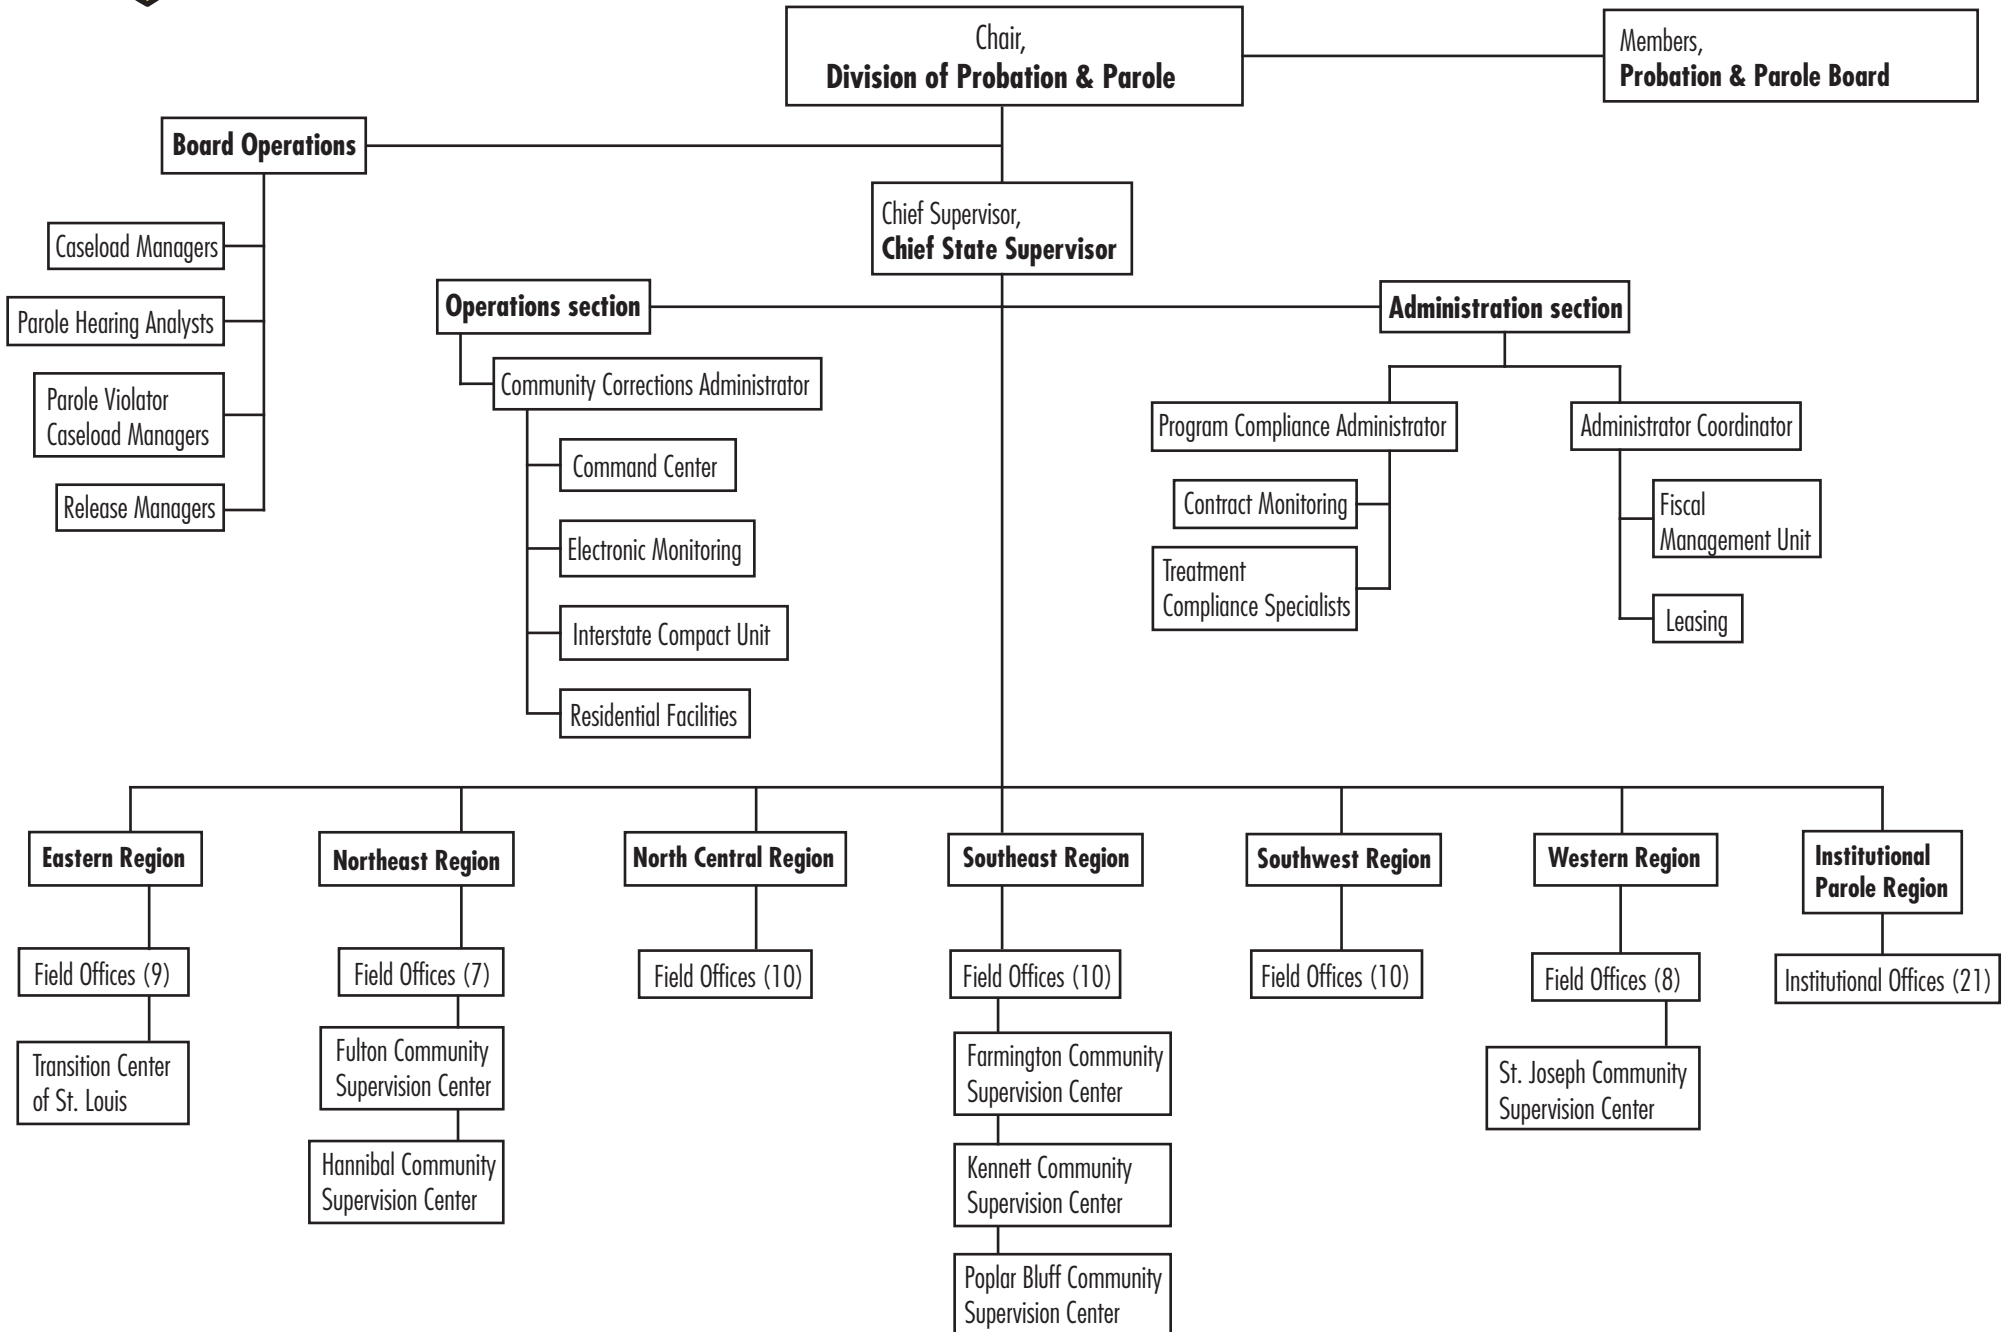 Chair,
Division of Probation & Parole
Members,
Probation & Parole Board
Board Operations
Caseload Managers
Parole Hearing Analysts
Parole Violator
Caseload Managers
Release Managers
Chief Supervisor,
Chief State Supervisor
Operations section
Community Corrections Administrator
Command Center
Electronic Monitoring
Interstate Compact Unit
Residential Facilities
Administration section
Program Compliance Administrator
Contract Monitoring
Treatment
Compliance Specialists
Administrator Coordinator
Fiscal
Management Unit
Leasing
Eastern Region
Field Offices (9)
Transition Center
of St. Louis
Northeast Region
Field Offices (7)
Fulton Community
Supervision Center
Hannibal Community
Supervision Center
North Central Region
Field Offices (10)
Southeast Region
Field Offices (10)
Farmington Community
Supervision Center
Kennett Community
Supervision Center
Poplar Bluff Community
Supervision Center
Southwest Region
Field Offices (10)
Western Region
Field Offices (8)
St. Joseph Community
Supervision Center
Institutional
Parole Region
Institutional Offices (21)